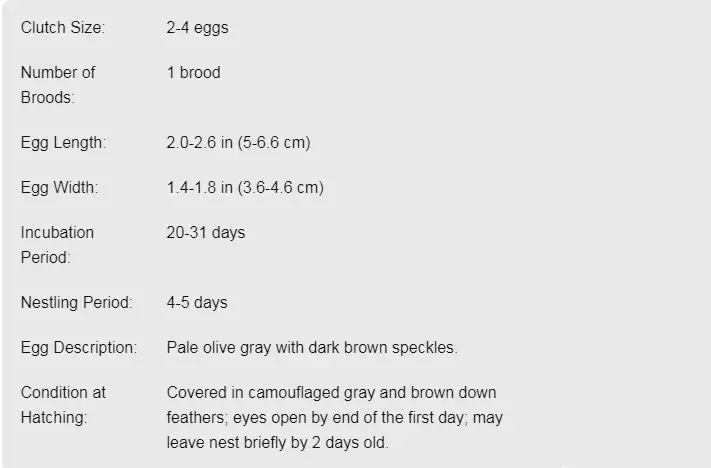 Clutch Size: 2-4 eggs
Number of Broods: 1 brood
Egg Length: 2.0-2.6 in (5-6.6 cm)
Egg Width: 1.4-1.8 in (3.6-4.6 cm)
Incubation Period: 20-31 days
Nestling Period: 4-5 days
Egg Description: Pale olive gray with dark brown speckles.
Condition at Hatching: Covered in camouflaged gray and brown down
feathers; eyes open by end of the first day; may
leave nest briefly by 2 days old.